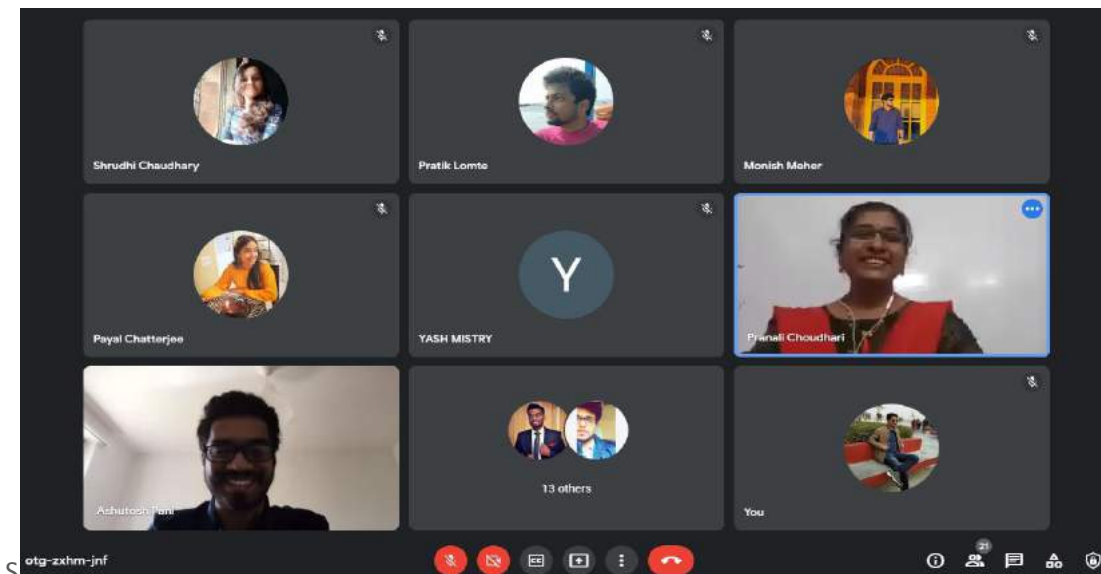 Shrudhi Chaudhary
Pratik Lomte
Monish Meher
Payal Chatterjee
Y
YASH MISTRY
Pranali Choudhari
Ashutosh Pani
13 others
You
S
otg-zxhm-jnf
CC
21